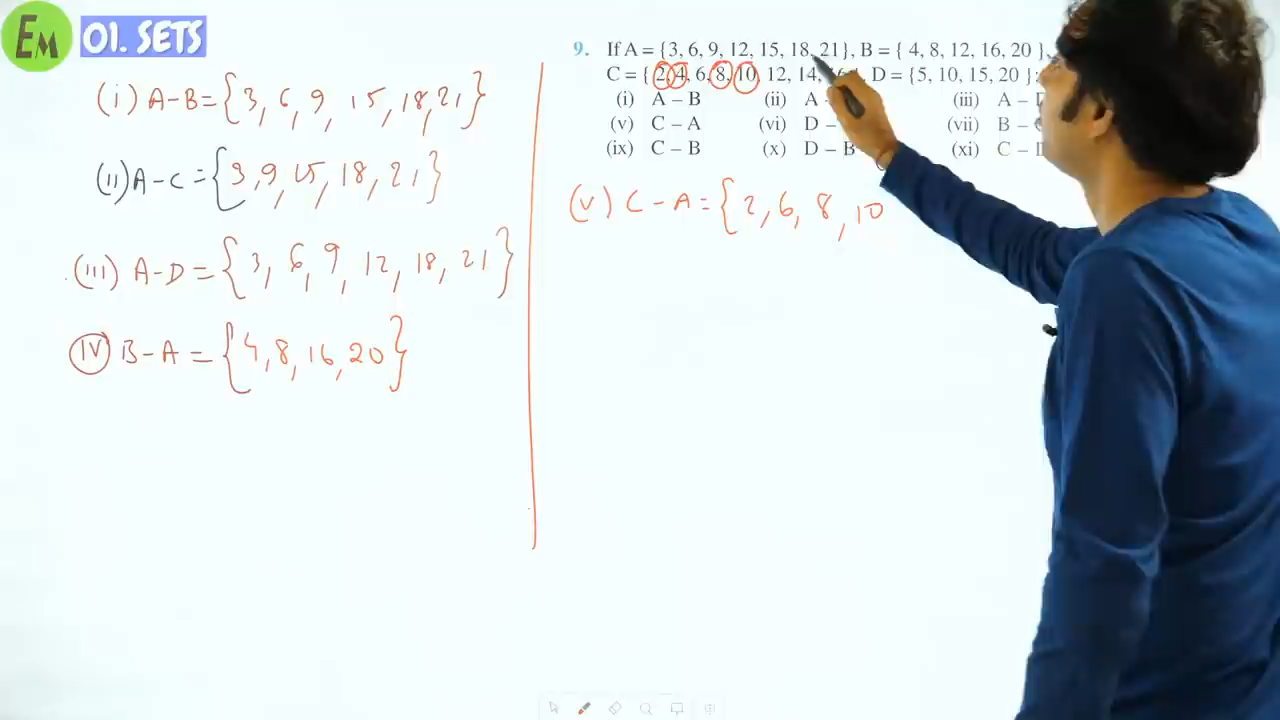 EM 01. SETS
(i) A-B={3, 6, 9, 15, 18, 21}
(ii) A-C={3,9,15,18,21}
(iii) A-D={3, 6, 9, 12, 18, 21}
IV B-A={4,8,16,20}
9. If A = {3, 6, 9, 12, 15, 18, 21}, B = { 4, 8, 12, 16, 20 },
C = { 2, 4, 6, 8, 10, 12, 14, D = {5, 10, 15, 20 };
(i) A – B (ii) A (iii) A – D
(v) C – A (vi) D – (vii) B –
(ix) C – B (x) D – B (xi) C –
(v) C-A={2, 6, 8, 10